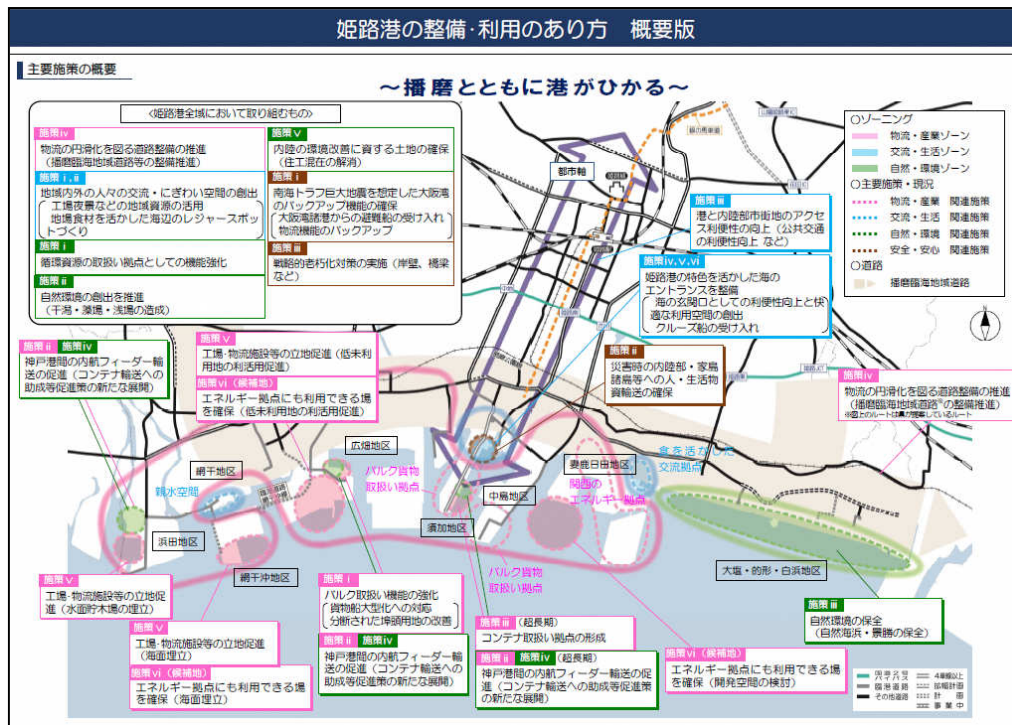 姫路港の整備･利用のあり方　概要版
主要施策の概要
～播磨とともに港がひかる～
<姫路港全域において取り組むもの>
施策ⅳ
物流の円滑化を図る道路整備の推進
（播磨臨海地域道路等の整備推進）
施策ⅰ,ⅱ
地域内外の人々の交流・にぎわい空間の創出
工場夜景などの地域資源の活用
地場食材を活かした海辺のレジャースポッ
トづくり
施策ⅰ
循環資源の取扱い拠点としての機能強化
施策ⅱ
自然環境の創出を推進
（干潟・藻場・浅場の造成）
施策ⅴ
内陸の環境改善に資する土地の確保
（住工混在の解消）
施策ⅰ
南海トラフ巨大地震を想定した大阪湾の
バックアップ機能の確保
大阪湾諸港からの避難船の受け入れ
物流機能のバックアップ
施策ⅲ
戦略的老朽化対策の実施（岸壁、橋梁
など）
都市軸
銀の馬車道
○ゾーニング
物流・産業ゾーン
交流・生活ゾーン
自然・環境ゾーン
○主要施策・現況
物流・産業 関連施策
交流・生活 関連施策
自然・環境 関連施策
安全・安心 関連施策
○道路
播磨臨海地域道路
施策ⅲ
港と内陸部市街地のアクセ
ス利便性の向上（公共交通
の利便性向上 など）
施策ⅳ,ⅴ,ⅵ
姫路港の特色を活かした海の
エントランスを整備
海の玄関口としての利便性向上と快
適な利用空間の創出
クルーズ船の受け入れ
施策ⅱ
災害時の内陸部・家島
諸島等への人・生活物
資輸送の確保
施策ⅳ
物流の円滑化を図る道路整備の推進
（播磨臨海地域道路※の整備推進）
※図上のルートは県が提案しているルート
施策ⅱ 施策ⅳ
神戸港間の内航フィーダー輸
送の促進（コンテナ輸送への
助成等促進策の新たな展開）
施策ⅴ
工場･物流施設等の立地促進（低未利
用地の利活用促進）
施策ⅵ（候補地）
エネルギー拠点にも利用できる場
を確保（低未利用地の利活用促進）
広畑地区
網干地区
親水空間
浜田地区
網干沖地区
バルク貨物
取扱い拠点
須加地区
中島地区
妻鹿日田地区
関西の
エネルギー拠点
食を活かした
交流拠点
バルク貨物
取扱い拠点
大塩・的形・白浜地区
施策ⅴ
工場･物流施設等の立地促
進（水面貯木場の埋立）
施策ⅴ
工場･物流施設等の立地促進
（海面埋立）
施策ⅵ（候補地）
エネルギー拠点にも利用できる場
を確保（海面埋立）
施策ⅰ
バルク取扱い機能の強化
貨物船大型化への対応
分断された埠頭用地の改善
施策ⅱ 施策ⅳ
神戸港間の内航フィーダー輸送
の促進（コンテナ輸送への助
成等促進策の新たな展開）
施策ⅲ（超長期）
コンテナ取扱い拠点の形成
施策ⅱ 施策ⅳ（超長期）
神戸港間の内航フィーダー輸送の促
進（コンテナ輸送への助成等促進策
の新たな展開）
施策ⅵ（候補地）
エネルギー拠点にも利用できる場
を確保（開発空間の検討）
施策ⅲ
自然環境の保全
（自然海浜・景勝の保全）
バイパス
臨港道路
その他道路
4車線以上
拡幅計画
計画
事業中